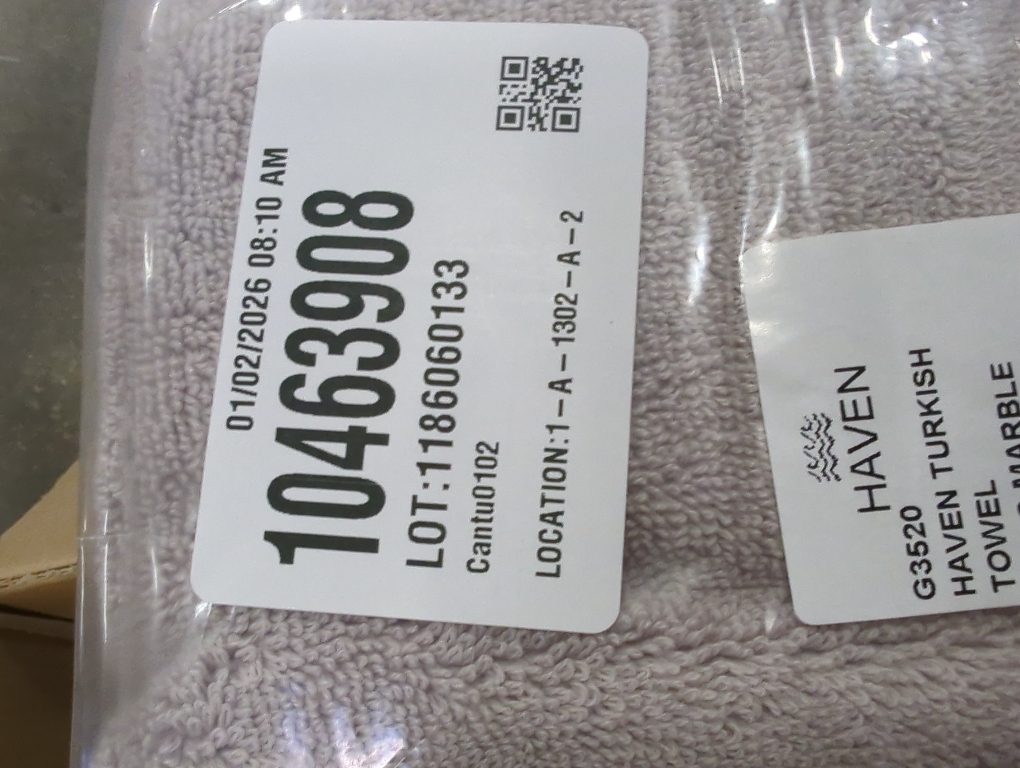 01/02/2026 08:10 AM
10463908
LOT:1186060133
Cantu0102
LOCATION:1-A-1302-A-2
HAVEN
G3520
HAVEN TURKISH
TOWEL
MARBLE